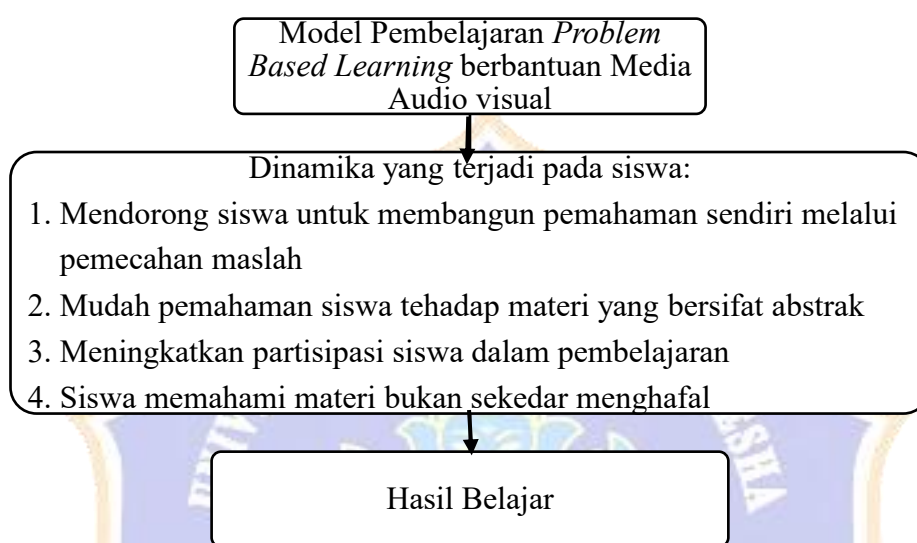 Model Pembelajaran Problem
Based Learning berbantuan Media
Audio visual
Dinamika yang terjadi pada siswa:
1. Mendorong siswa untuk membangun pemahaman sendiri melalui
pemecahan maslah
2. Mudah pemahaman siswa tehadap materi yang bersifat abstrak
3. Meningkatkan partisipasi siswa dalam pembelajaran
4. Siswa memahami materi bukan sekedar menghafal
Hasil Belajar